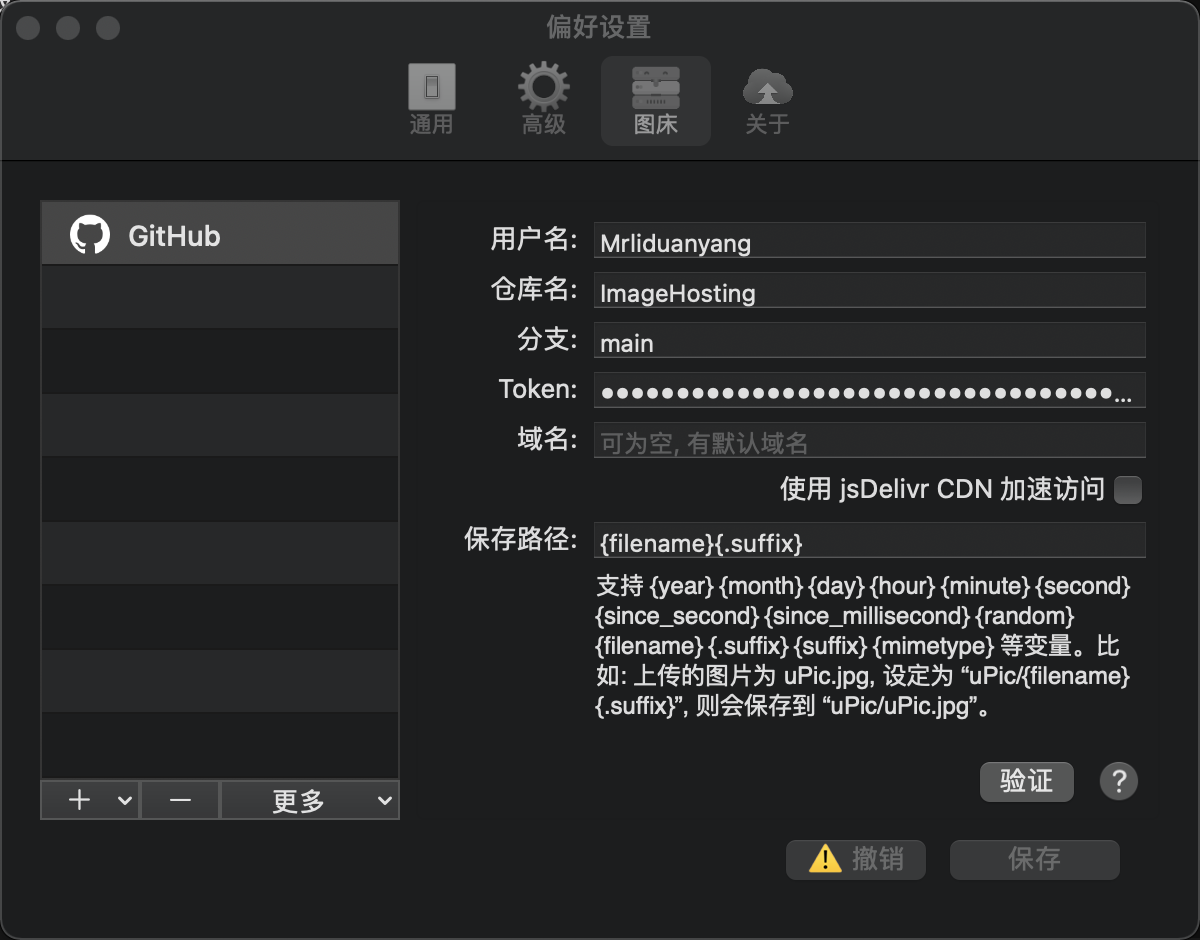 偏好设置
通用
高级
图床
关于
GitHub
用户名:
Mrliduanyang
仓库名:
ImageHosting
分支:
main
Token:
●●●●●●●●●●●●●●●●●●●●●●●●●●●●●●●●●●...
域名:
可为空, 有默认域名
使用 jsDelivr CDN 加速访问
保存路径:
{filename}{.suffix}
支持 {year} {month} {day} {hour} {minute} {second}
{since_second} {since_millisecond} {random}
{filename} {.suffix} {suffix} {mimetype} 等变量。比
如: 上传的图片为 uPic.jpg, 设定为 “uPic/{filename}
{.suffix}”, 则会保存到 “uPic/uPic.jpg”。
验证
?
更多
撤销
保存